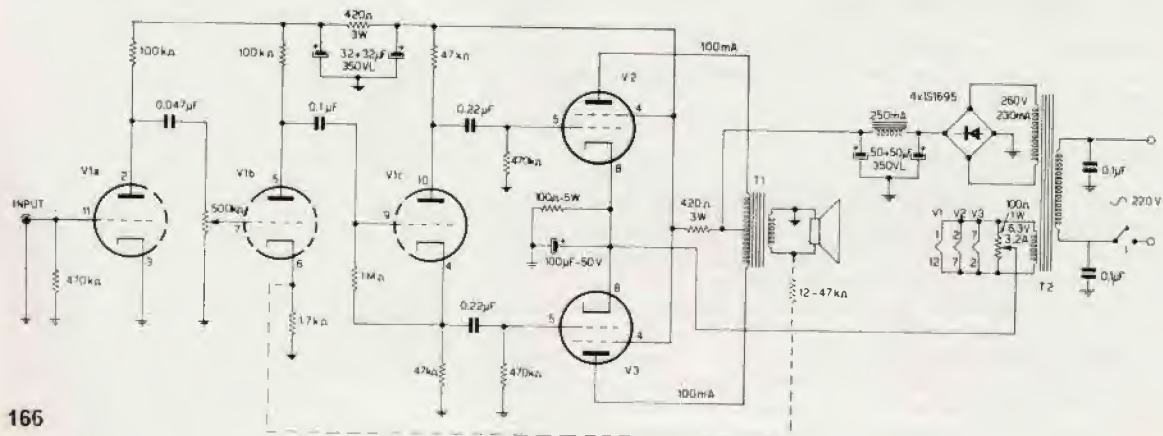 420Ω
3W
100kΩ
100kΩ
32+32µF
350VL
47kΩ
0.047µF
0.1µF
0.22µF
V1a
2
11
3
INPUT
470kΩ
500kΩ
V1b
5
7
6
1.7kΩ
V1c
10
9
4
1MΩ
0.22µF
47kΩ
470kΩ
470kΩ
5
V2
4
8
100mA
100Ω-5W
100µF-50V
8
5
4
V3
100mA
420Ω
3W
T1
12-47kΩ
250mA
50+50µF
350VL
4x1S1695
260V
230mA
100Ω
1W
6.3V
3.2A
V1 V2 V3
1 2 7
12 7 2
T2
0.1µF
220V
I
0.1µF
166